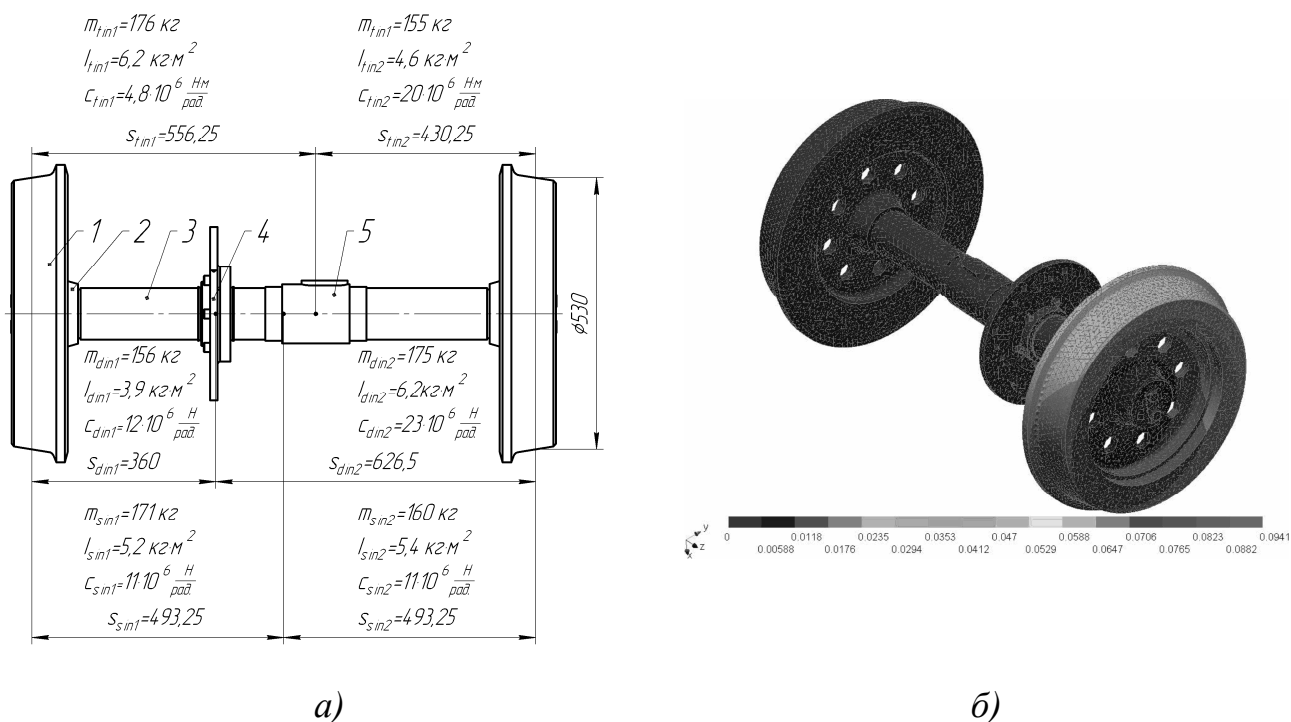 m_tin1=176 кг
I_tin1=6,2 кг·м²
c_tin1=4,8·10⁶ Нм/рад.
s_tin1=556,25
m_tin1=155 кг
I_tin2=4,6 кг·м²
c_tin2=20·10⁶ Нм/рад.
s_tin2=430,25
1 2 3 4 5
⌀530
m_din1=156 кг
I_din1=3,9 кг·м²
c_din1=12·10⁶ Н/рад.
s_din1=360
m_din2=175 кг
I_din2=6,2кг·м²
c_din2=23·10⁶ Н/рад.
s_din2=626,5
m_sin1=171 кг
I_sin1=5,2 кг·м²
c_sin1=11·10⁶ Н/рад.
s_sin1=493,25
m_sin2=160 кг
I_sin2=5,4 кг·м²
c_sin2=11·10⁶ Н/рад.
s_sin2=493,25
y
z
x
0 0.0118 0.0235 0.0353 0.047 0.0588 0.0706 0.0823 0.0941
0.00588 0.0176 0.0294 0.0412 0.0529 0.0647 0.0765 0.0882
а) б)